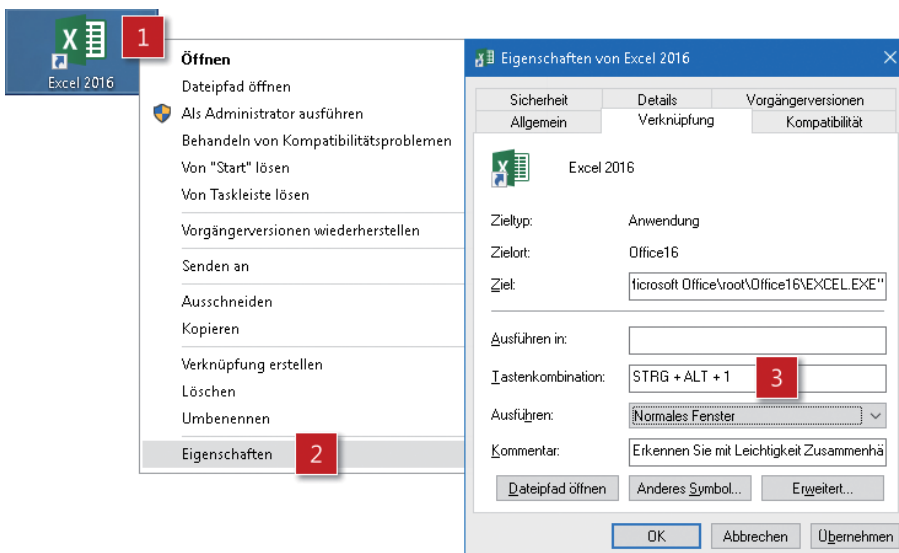 1
Excel 2016
Öffnen
Dateipfad öffnen
Als Administrator ausführen
Behandeln von Kompatibilitätsproblemen
Von "Start" lösen
Von Taskleiste lösen
Vorgängerversionen wiederherstellen
Senden an
Ausschneiden
Kopieren
Verknüpfung erstellen
Löschen
Umbenennen
Eigenschaften 2
Eigenschaften von Excel 2016
Sicherheit Details Vorgängerversionen
Allgemein Verknüpfung Kompatibilität
Excel 2016
Zieltyp: Anwendung
Zielort: Office16
Ziel: licrosoft Office\root\Office16\EXCEL.EXE"
Ausführen in:
Tastenkombination: STRG + ALT + 1 3
Ausführen: Normales Fenster
Kommentar: Erkennen Sie mit Leichtigkeit Zusammenhä
Dateipfad öffnen Anderes Symbol... Erweitert...
OK Abbrechen Übernehmen